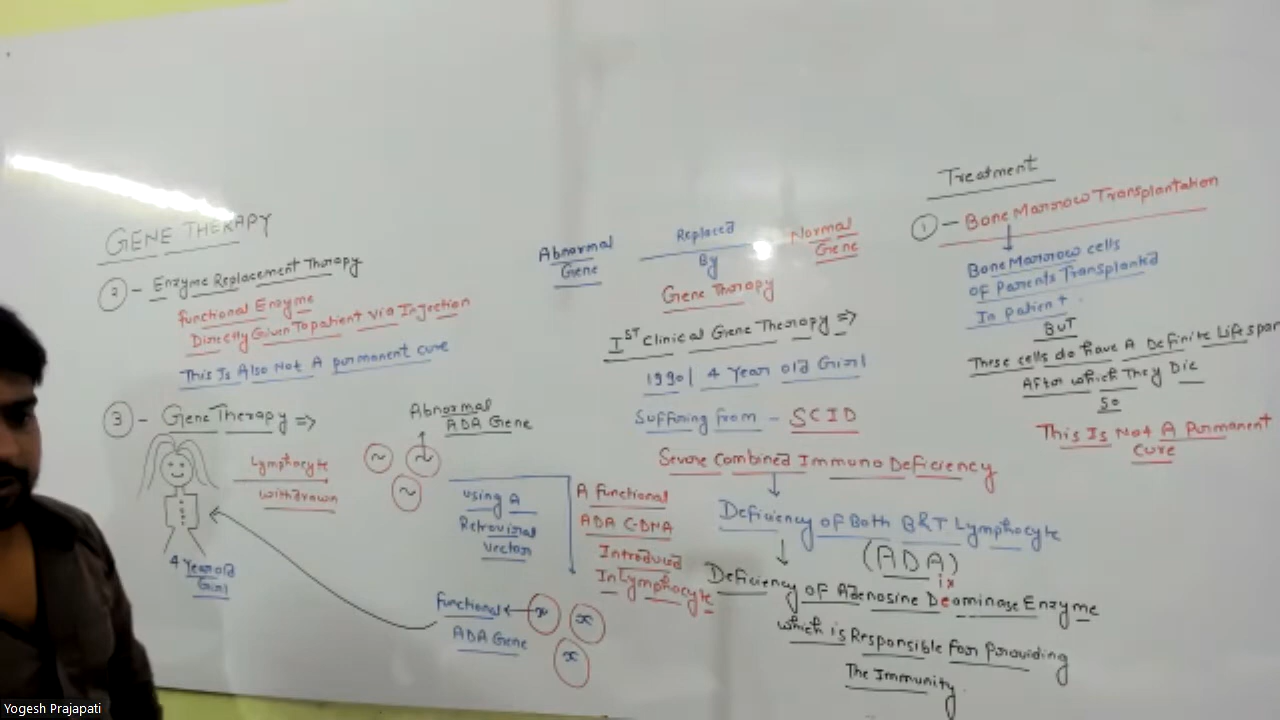 GENE THERAPY
② - Enzyme Replacement Therapy
functional Enzyme
Directly Given To patient via Injection
This Is Also Not A permanent cure
③ - Gene Therapy =>
Lymphocyte
withdrawn
4 Year old
Girl
Abnormal
ADA Gene
using A
Retroviral
Vector
A functional
ADA C-DNA
Introduced
In Lymphocyte
functional
ADA Gene
Abnormal
Gene
Replaced
By
Normal
Gene
Gene Therapy
Iˢᵀ Clinical Gene Therapy =>
1990 | 4 Year old Girl
Suffering from - SCID
Severe Combined Immuno Deficiency
Deficiency of Both B&T Lymphocyte
(ADA)
Deficiency of Adenosine Deaminase Enzyme
which is Responsible For Providing
The Immunity
Treatment
① - Bone Marrow Transplantation
Bone Marrow cells
of Parents Transplanted
In patient.
BUT
These cells do have A Definite Life span
After which They Die
So
This Is Not A Permanent
Cure
Yogesh Prajapati